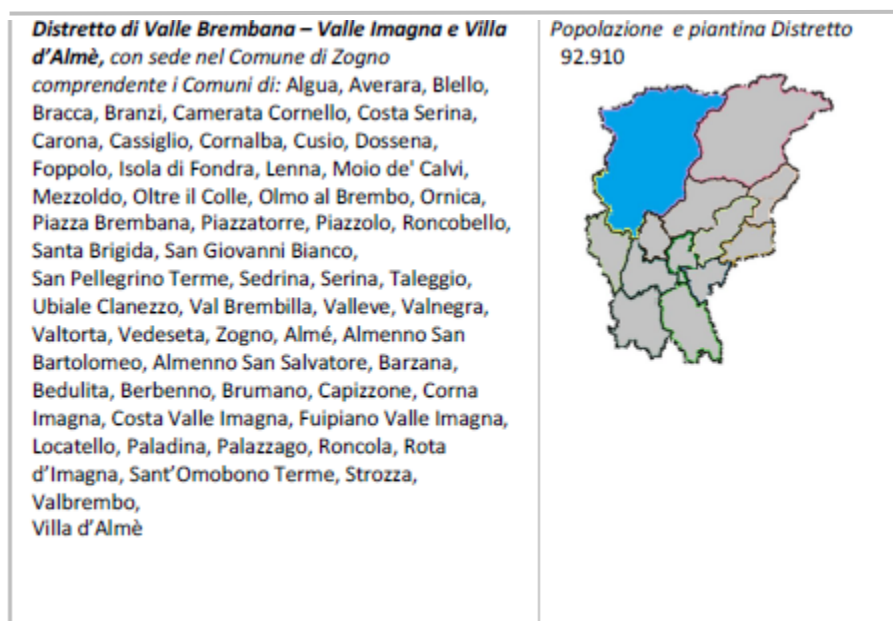 Distretto di Valle Brembana – Valle Imagna e Villa
d'Almè, con sede nel Comune di Zogno
comprendente i Comuni di: Algua, Averara, Blello,
Bracca, Branzi, Camerata Cornello, Costa Serina,
Carona, Cassiglio, Cornalba, Cusio, Dossena,
Foppolo, Isola di Fondra, Lenna, Moio de' Calvi,
Mezzoldo, Oltre il Colle, Olmo al Brembo, Ornica,
Piazza Brembana, Piazzatorre, Piazzolo, Roncobello,
Santa Brigida, San Giovanni Bianco,
San Pellegrino Terme, Sedrina, Serina, Taleggio,
Ubiale Clanezzo, Val Brembilla, Valleve, Valnegra,
Valtorta, Vedeseta, Zogno, Almé, Almenno San
Bartolomeo, Almenno San Salvatore, Barzana,
Bedulita, Berbenno, Brumano, Capizzone, Corna
Imagna, Costa Valle Imagna, Fuipiano Valle Imagna,
Locatello, Paladina, Palazzago, Roncola, Rota
d'Imagna, Sant'Omobono Terme, Strozza,
Valbrembo,
Villa d'Almè
Popolazione e piantina Distretto
92.910